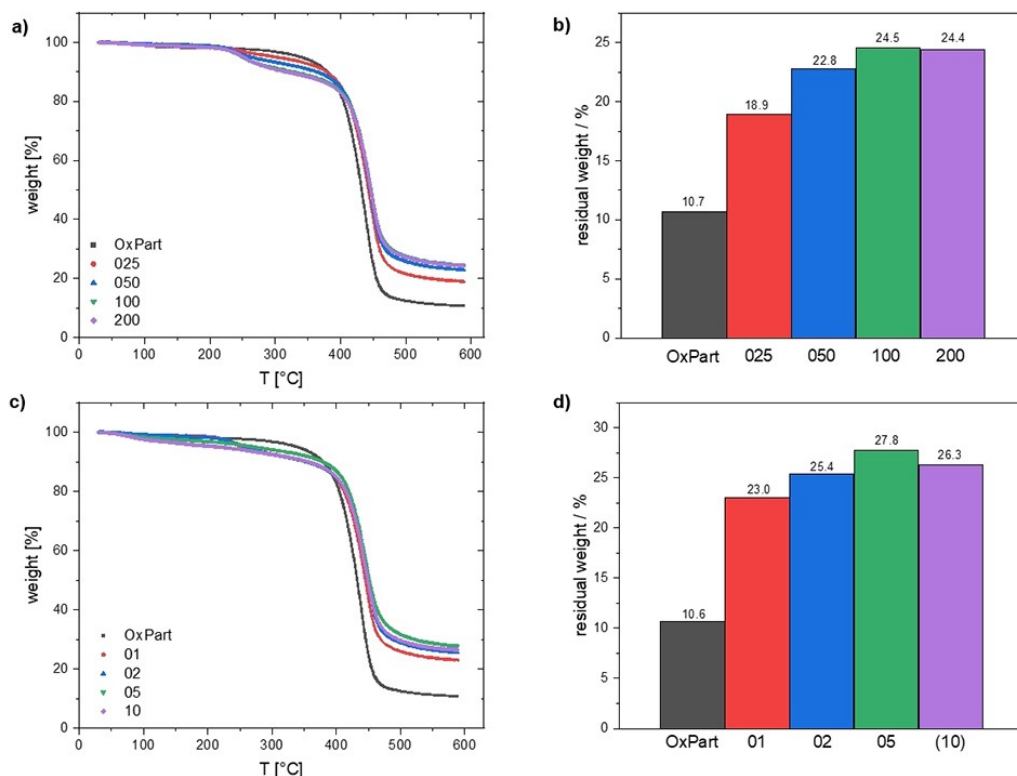 a)
weight [%]
100
80
60
40
20
0
OxPart
025
050
100
200
0 100 200 300 400 500 600
T [°C]
b)
residual weight / %
25
20
15
10
5
0
10.7
18.9
22.8
24.5
24.4
OxPart 025 050 100 200
c)
weight [%]
100
80
60
40
20
0
OxPart
01
02
05
10
0 100 200 300 400 500 600
T [°C]
d)
residual weight / %
30
25
20
15
10
5
0
10.6
23.0
25.4
27.8
26.3
OxPart 01 02 05 (10)